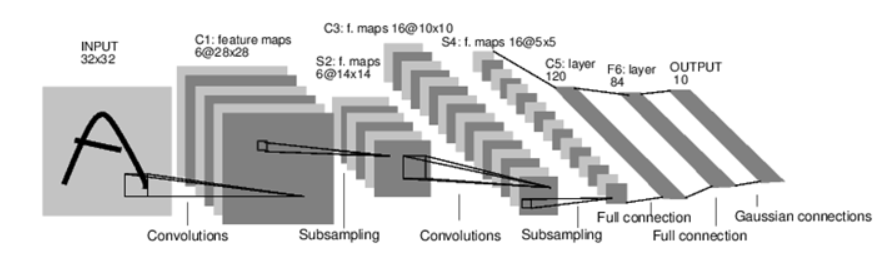 INPUT
32x32
C1: feature maps
6@28x28
S2: f. maps
6@14x14
C3: f. maps 16@10x10
S4: f. maps 16@5x5
C5: layer
120
F6: layer
84
OUTPUT
10
Convolutions
Subsampling
Convolutions
Subsampling
Full connection
Full connection
Gaussian connections